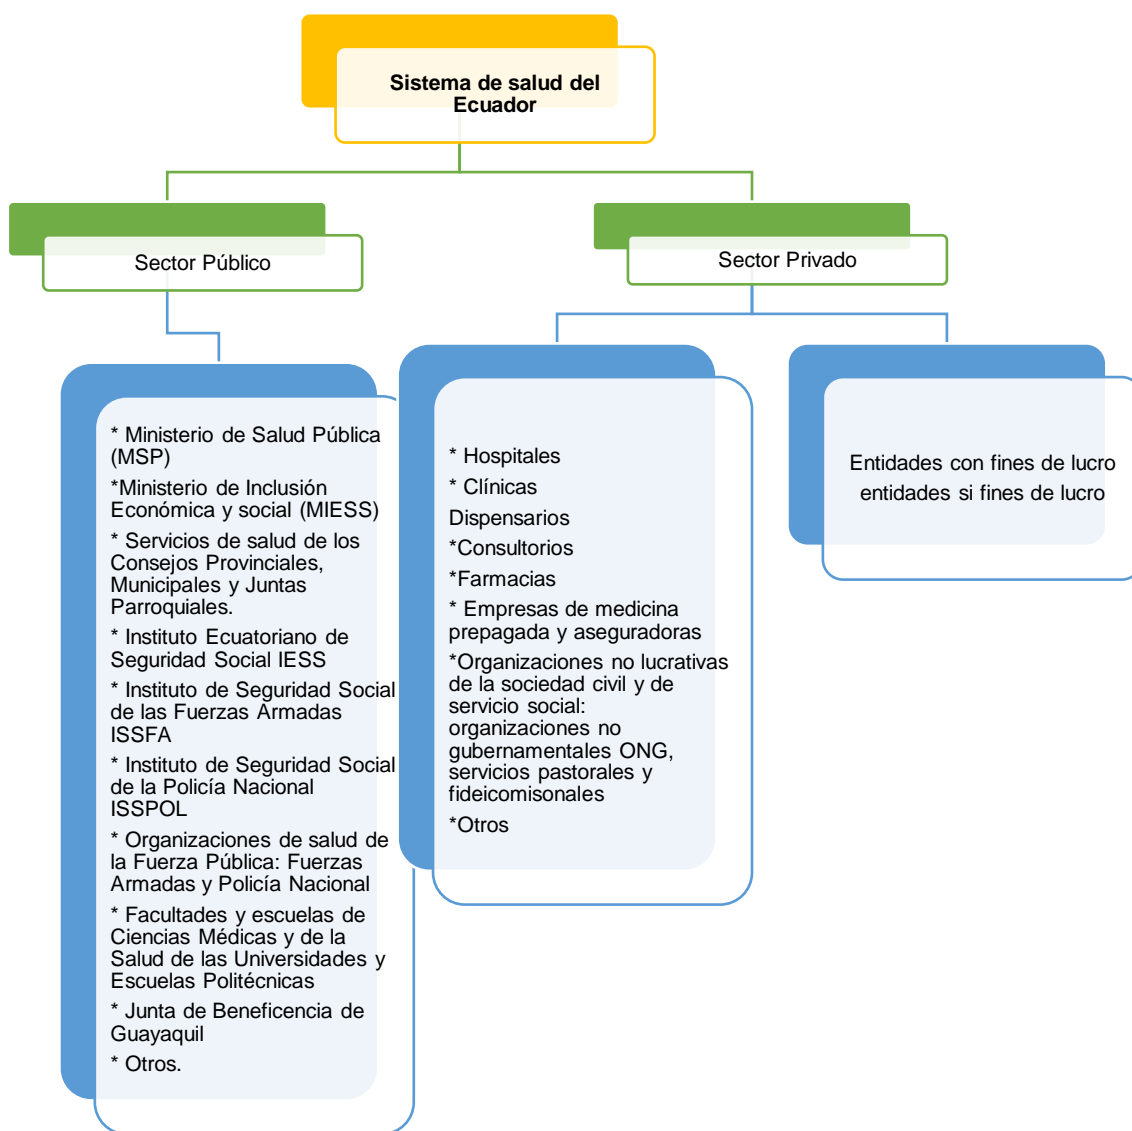 Sistema de salud del
Ecuador
Sector Público
Sector Privado
* Ministerio de Salud Pública
(MSP)
*Ministerio de Inclusión
Económica y social (MIESS)
* Servicios de salud de los
Consejos Provinciales,
Municipales y Juntas
Parroquiales.
* Instituto Ecuatoriano de
Seguridad Social IESS
* Instituto de Seguridad Social
de las Fuerzas Armadas
ISSFA
* Instituto de Seguridad Social
de la Policía Nacional
ISSPOL
* Organizaciones de salud de
la Fuerza Pública: Fuerzas
Armadas y Policía Nacional
* Facultades y escuelas de
Ciencias Médicas y de la
Salud de las Universidades y
Escuelas Politécnicas
* Junta de Beneficencia de
Guayaquil
* Otros.
* Hospitales
* Clínicas
Dispensarios
*Consultorios
*Farmacias
* Empresas de medicina
prepagada y aseguradoras
*Organizaciones no lucrativas
de la sociedad civil y de
servicio social:
organizaciones no
gubernamentales ONG,
servicios pastorales y
fideicomisonales
*Otros
Entidades con fines de lucro
entidades si fines de lucro